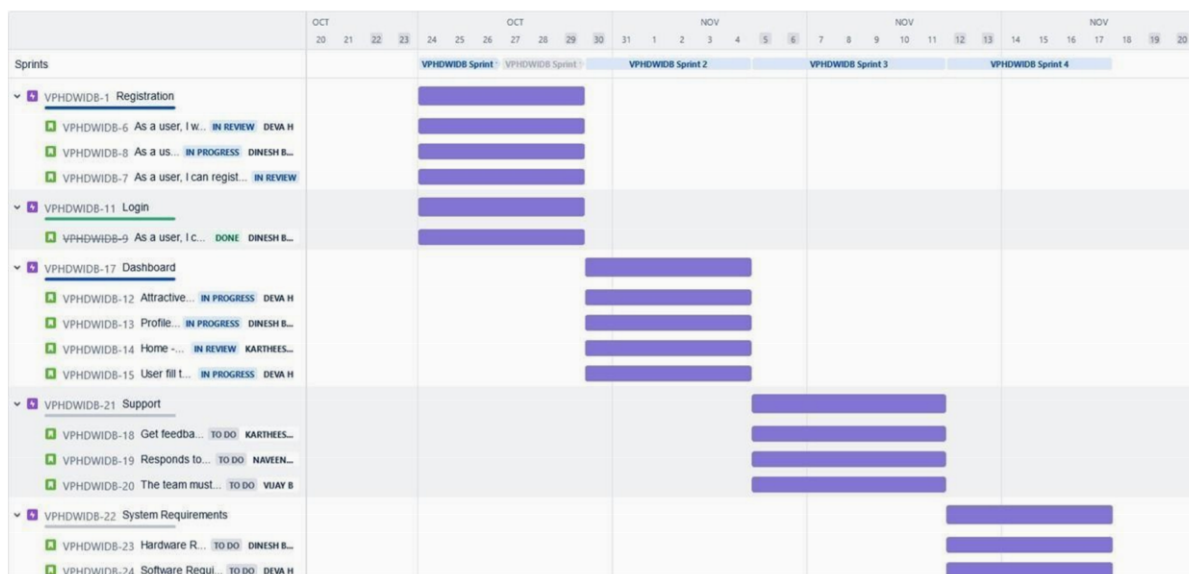 OCT OCT NOV NOV NOV
20 21 22 23 24 25 26 27 28 29 30 31 1 2 3 4 5 6 7 8 9 10 11 12 13 14 15 16 17 18 19 20
Sprints VPHDWIDB Sprint VPHDWIDB Sprint VPHDWIDB Sprint 2 VPHDWIDB Sprint 3 VPHDWIDB Sprint 4
VPHDWIDB-1 Registration
VPHDWIDB-6 As a user, I w... IN REVIEW DEVA H
VPHDWIDB-8 As a us... IN PROGRESS DINESH B...
VPHDWIDB-7 As a user, I can regist... IN REVIEW
VPHDWIDB-11 Login
VPHDWIDB-9 As a user, I c... DONE DINESH B...
VPHDWIDB-17 Dashboard
VPHDWIDB-12 Attractive... IN PROGRESS DEVA H
VPHDWIDB-13 Profile... IN PROGRESS DINESH B...
VPHDWIDB-14 Home -... IN REVIEW KARTHEES...
VPHDWIDB-15 User fill t... IN PROGRESS DEVA H
VPHDWIDB-21 Support
VPHDWIDB-18 Get feedba... TO DO KARTHEES...
VPHDWIDB-19 Responds to... TO DO NAVEEN...
VPHDWIDB-20 The team must... TO DO VIJAY B
VPHDWIDB-22 System Requirements
VPHDWIDB-23 Hardware R... TO DO DINESH B...
VPHDWIDB-24 Software Requi... TO DO DEVA H